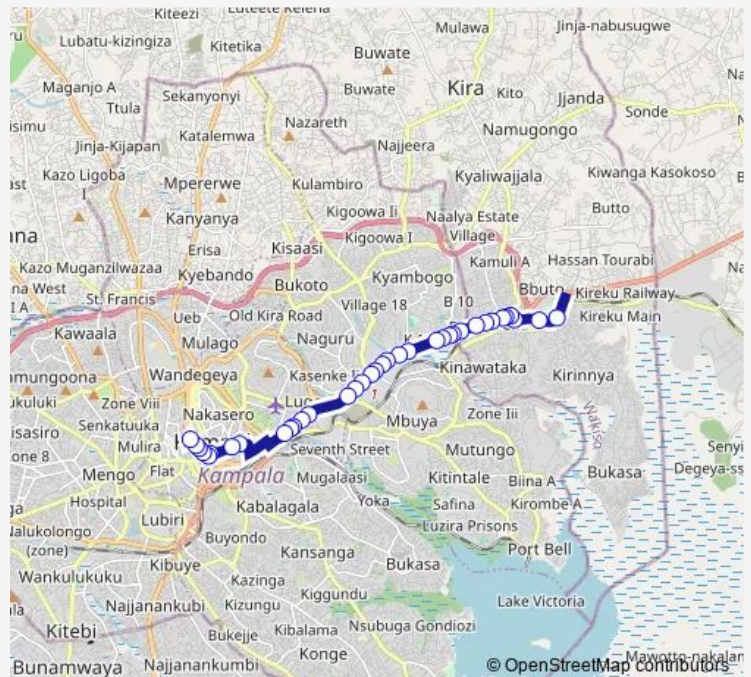 Kiteezi
Luteete Kelena
Mulawa
Jinja-nabusugwe
Lubatu-kizingiza
Kitetika
Buwate
Maganjo A
Kira
Kito
Sekanyonyi
Buwate
Jjanda
Sonde
Ttula
Nazareth
Namugongo
isimu
Katalemwa
Jinja-Kijapan
Najjeera
Kazo Ligoba
I
Mpererwe
Kulambiro
Kyaliwajjala
Kiwanga Kasokoso
Kanyanya
Kigoowa Ii
Naalya Estate
Village
Butto
Kigoowa I
Erisa
Kisaasi
Kamuli A
Hassan Tourabi
Kazo Muganzilwazaa
Kyebando
Kyambogo
St. Francis
Bukoto
B 10
Bbuto
Kireku Railway
Village 18
Ueb
Old Kira Road
Kireku Main
Kawaala
Mulago
Naguru
Wandegeya
Kasenke I
Kinawataka
Kirinnya
Zone Viii
Nakasero
Luc
Mbuya
Zone Iii
Nakiso
Senkatuuka
Mulira
Seventh Street
Mutungo
Senyi
Mengo
Flat
Kampala
Mugalaasi
Kitintale
Biina A
Bukasa
Degeya-ss
Hospital
Kabalagala
Yoka
Safina
Kirombe A
Lubiri
Luzira Prisons
(zone)
Buyondo
Kibuye
Kansanga
Bukasa
Port Bell
Wankulukuku
Kazinga
Kiggundu
Lake Victoria
Najjanankubi
Kizungu
Kitebi
Bukejje
Kibalama
Nsubuga Gondiozi
Bunamwaya
Najjanankumbi
Konge
Mawotto-nakalan
© OpenStreetMap contributors